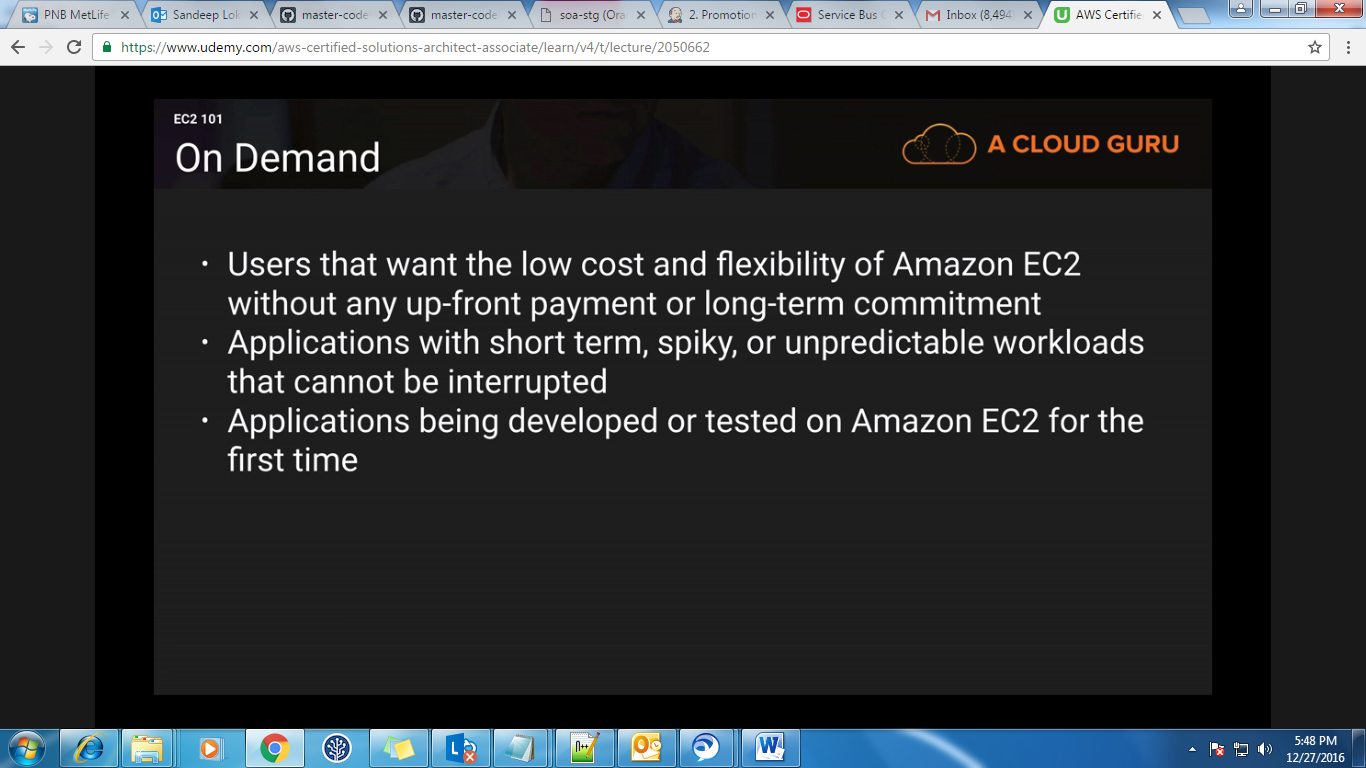 PNB MetLife
Sandeep Lok
master-code
master-code
soa-stg (Ora
2. Promotion
Service Bus
Inbox (8,494
AWS Certifie
https://www.udemy.com/aws-certified-solutions-architect-associate/learn/v4/t/lecture/2050662
EC2 101
On Demand
A CLOUD GURU
• Users that want the low cost and flexibility of Amazon EC2
without any up-front payment or long-term commitment
• Applications with short term, spiky, or unpredictable workloads
that cannot be interrupted
• Applications being developed or tested on Amazon EC2 for the
first time
5:48 PM
12/27/2016